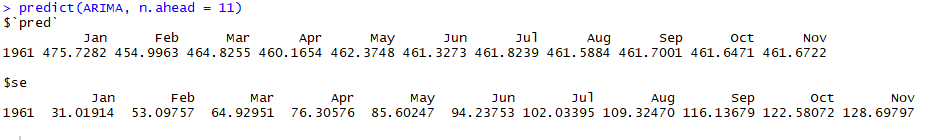 > predict(ARIMA, n.ahead = 11)
$`pred`
Jan Feb Mar Apr May Jun Jul Aug Sep Oct Nov
1961 475.7282 454.9963 464.8255 460.1654 462.3748 461.3273 461.8239 461.5884 461.7001 461.6471 461.6722
$se
Jan Feb Mar Apr May Jun Jul Aug Sep Oct Nov
1961 31.01914 53.09757 64.92951 76.30576 85.60247 94.23753 102.03395 109.32470 116.13679 122.58072 128.69797